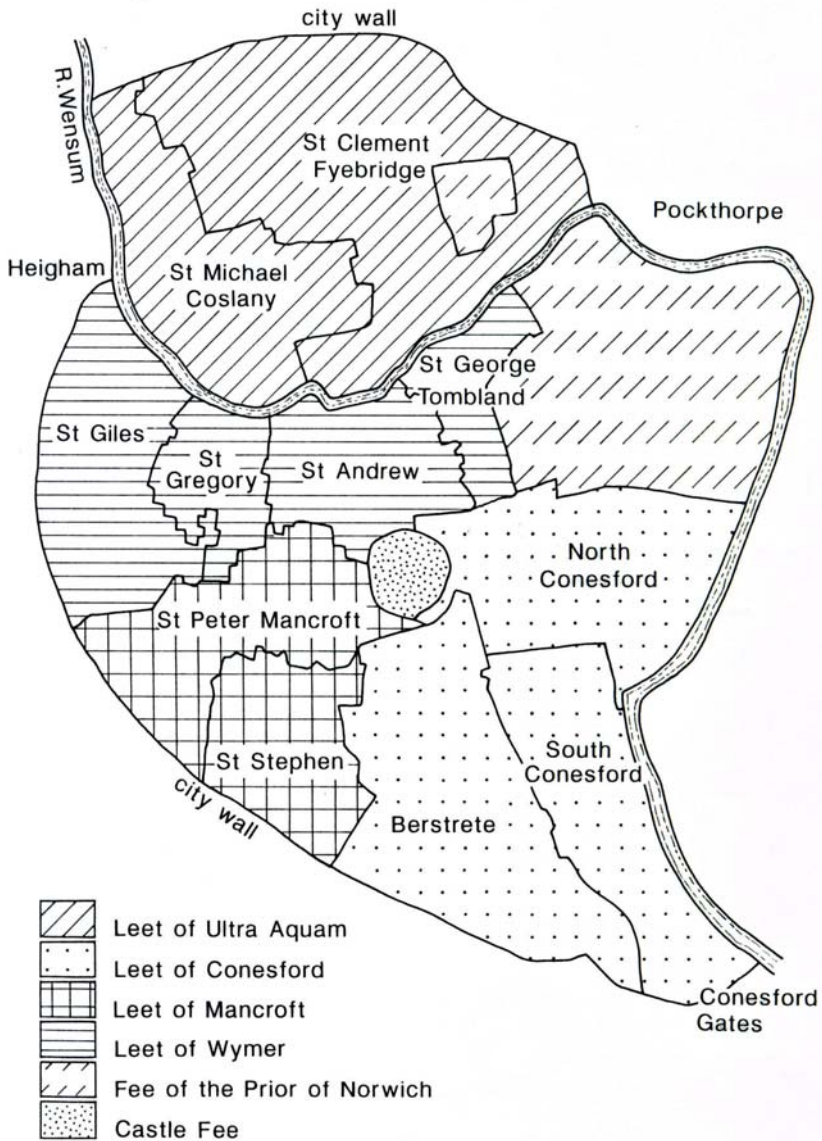 city wall
R.Wensum
St Clement
Fyebridge
Pockthorpe
Heigham
St Michael
Coslany
St George
Tombland
St Giles
St
Gregory
St Andrew
North
Conesford
St Peter Mancroft
South
Conesford
St Stephen
city wall
Berstrete
Leet of Ultra Aquam
Leet of Conesford
Leet of Mancroft
Leet of Wymer
Fee of the Prior of Norwich
Castle Fee
Conesford
Gates